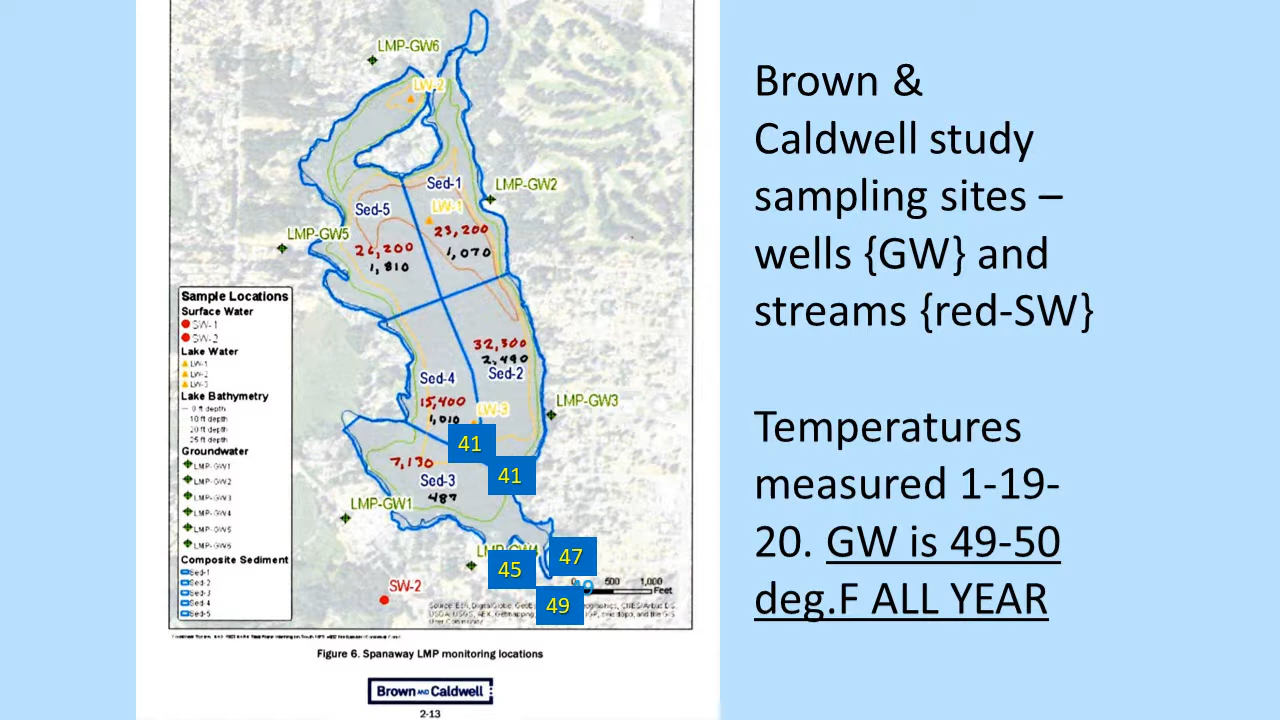 LMP-GW6
LW-2
Sed-1
LMP-GW2
LW-1
Sed-5
23,200
LMP-GW5
26,200
1,070
1,810
Sample Locations
Surface Water
SW-1
SW-2
Lake Water
LW-1
LW-2
LW-3
Lake Bathymetry
0 ft depth
10 ft depth
20 ft depth
25 ft depth
Groundwater
LMP-GW1
LMP-GW2
LMP-GW3
LMP-GW4
LMP-GW5
LMP-GW6
Composite Sediment
Sed-1
Sed-2
Sed-3
Sed-4
Sed-5
32,300
2,490
Sed-2
Sed-4
15,400
LW-3
LMP-GW3
1,010
41
7,130
41
Sed-3
487
LMP-GW1
47
45
49
SW-2
500 1,000
Feet
Figure 6. Spanaway LMP monitoring locations
Brown AND Caldwell
2-13
Brown &
Caldwell study
sampling sites –
wells {GW} and
streams {red-SW}
Temperatures
measured 1-19-
20. GW is 49-50
deg.F ALL YEAR